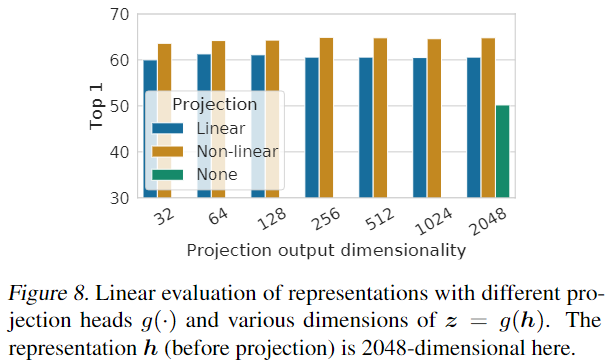 70
60
50
40
30
Top 1
Projection
Linear
Non-linear
None
32 64 128 256 512 1024 2048
Projection output dimensionality
Figure 8. Linear evaluation of representations with different pro-
jection heads g(·) and various dimensions of z = g(h). The
representation h (before projection) is 2048-dimensional here.